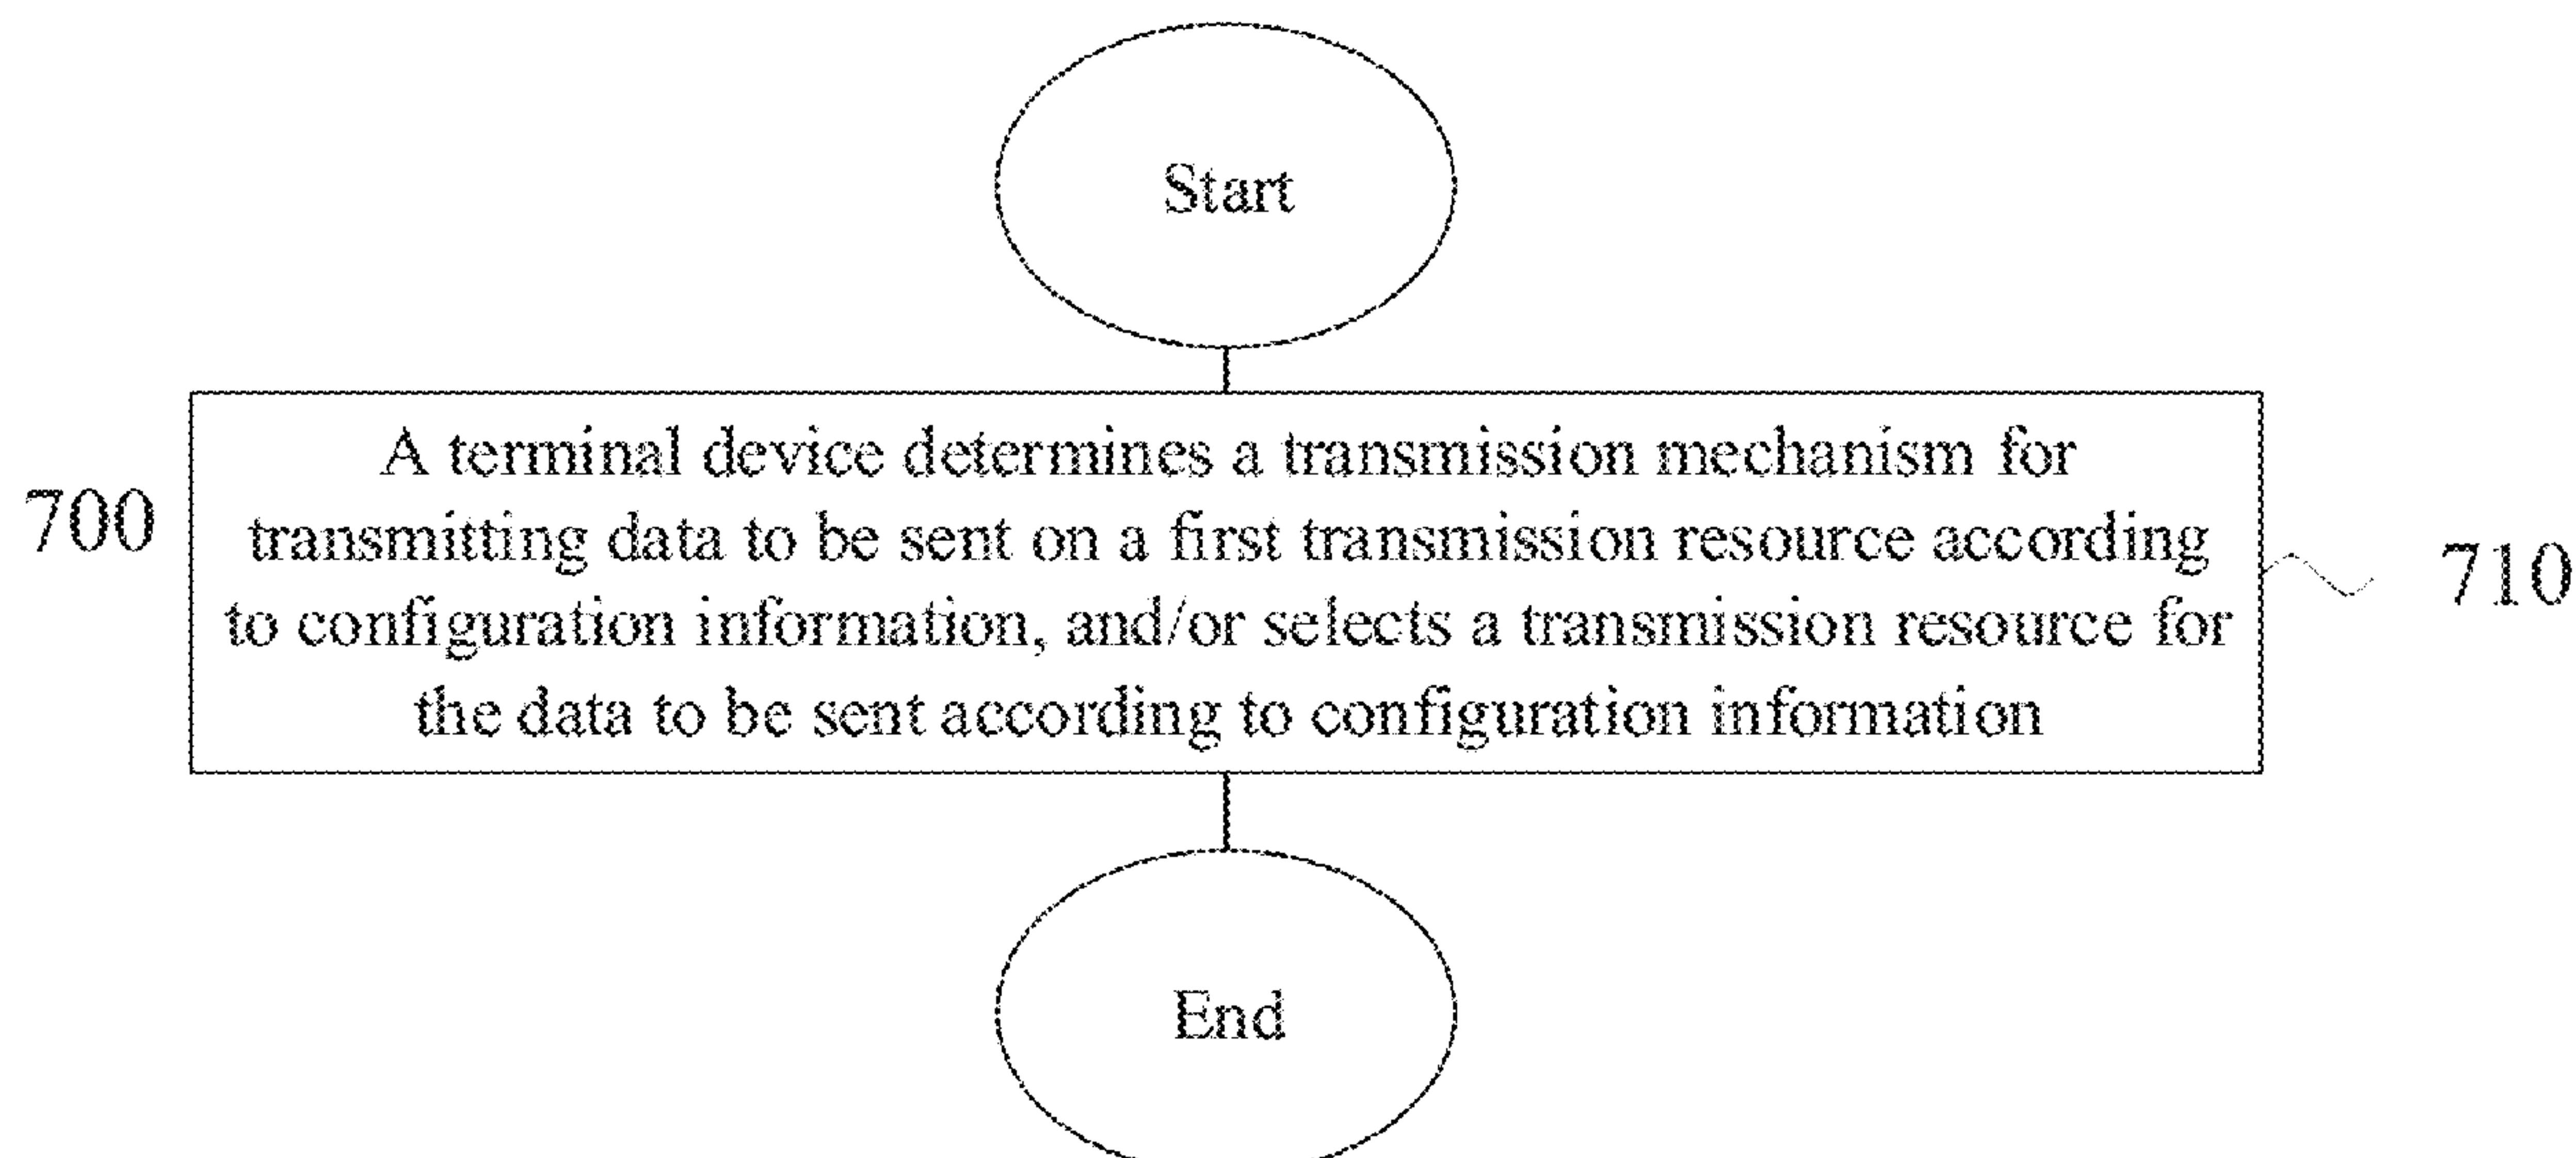 Start
A terminal device determines a transmission mechanism for
700
transmitting data to be sent on a first transmission resource according
710
to configuration information, and/or selects a transmission resource for
the data to be sent according to configuration information
End